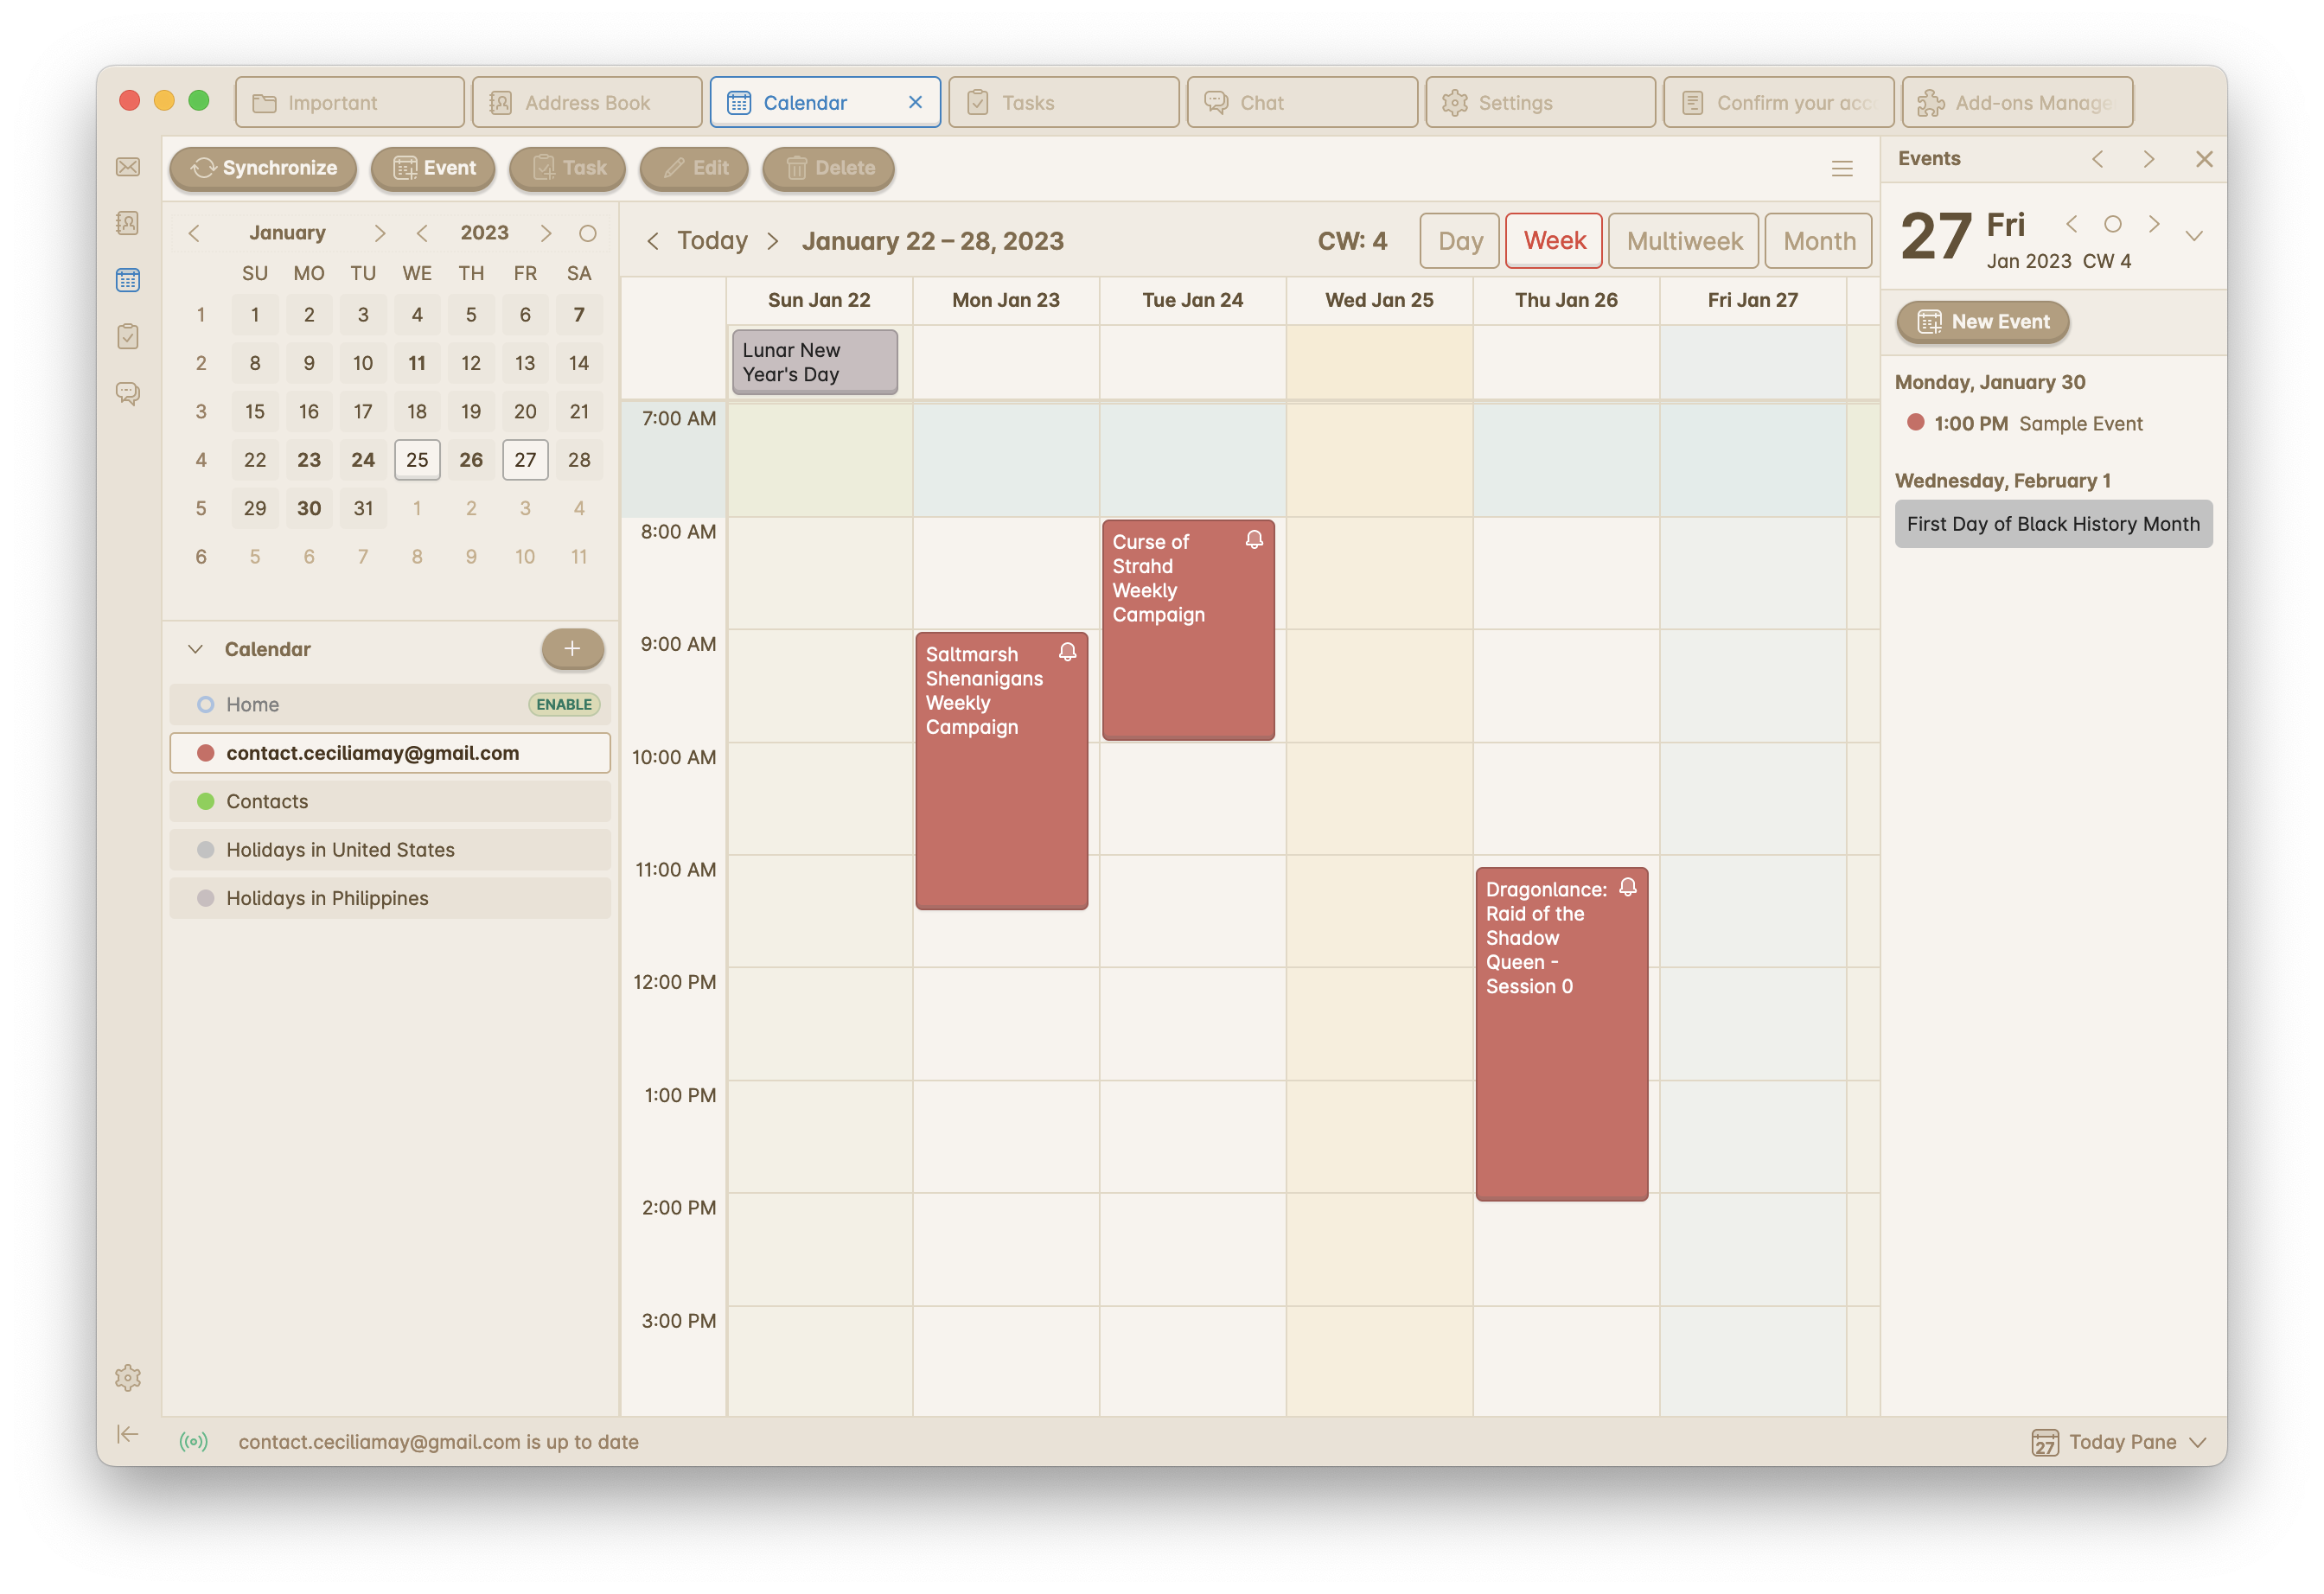 Important
Address Book
Calendar
Tasks
Chat
Settings
Confirm your acc
Add-ons Manage
Synchronize
Event
Task
Edit
Delete
January
2023
SU MO TU WE TH FR SA
1 1 2 3 4 5 6 7
2 8 9 10 11 12 13 14
3 15 16 17 18 19 20 21
4 22 23 24 25 26 27 28
5 29 30 31 1 2 3 4
6 5 6 7 8 9 10 11
Calendar
Home
ENABLE
contact.ceciliamay@gmail.com
Contacts
Holidays in United States
Holidays in Philippines
Today
January 22 – 28, 2023
CW: 4
Day
Week
Multiweek
Month
Sun Jan 22
Mon Jan 23
Tue Jan 24
Wed Jan 25
Thu Jan 26
Fri Jan 27
Lunar New
Year's Day
7:00 AM
8:00 AM
9:00 AM
10:00 AM
11:00 AM
12:00 PM
1:00 PM
2:00 PM
3:00 PM
Saltmarsh
Shenanigans
Weekly
Campaign
Curse of
Strahd
Weekly
Campaign
Dragonlance:
Raid of the
Shadow
Queen -
Session 0
Events
27
Fri
Jan 2023 CW 4
New Event
Monday, January 30
1:00 PM Sample Event
Wednesday, February 1
First Day of Black History Month
contact.ceciliamay@gmail.com is up to date
27
Today Pane